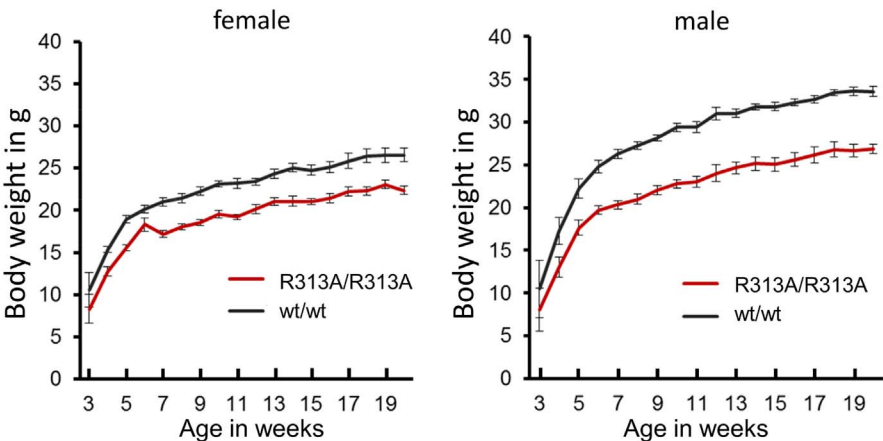 female
Body weight in g
40
35
30
25
20
15
10
5
0
R313A/R313A
wt/wt
3 5 7 9 11 13 15 17 19
Age in weeks
male
Body weight in g
40
35
30
25
20
15
10
5
0
R313A/R313A
wt/wt
3 5 7 9 11 13 15 17 19
Age in weeks